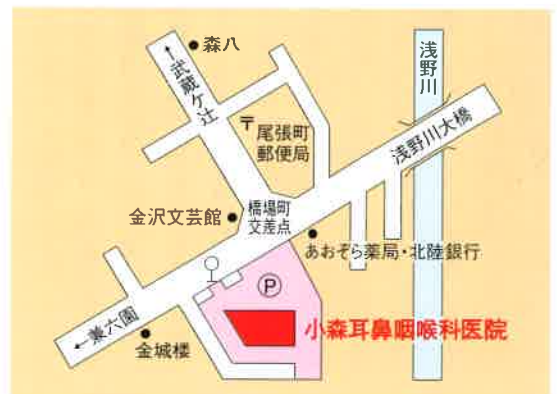 森八
↑武蔵ケ辻
浅野川
〒
尾張町
郵便局
浅野川大橋
金沢文芸館
橋場町
交差点
あおぞら薬局・北陸銀行
P
小森耳鼻咽喉科医院
←兼六園
金城楼